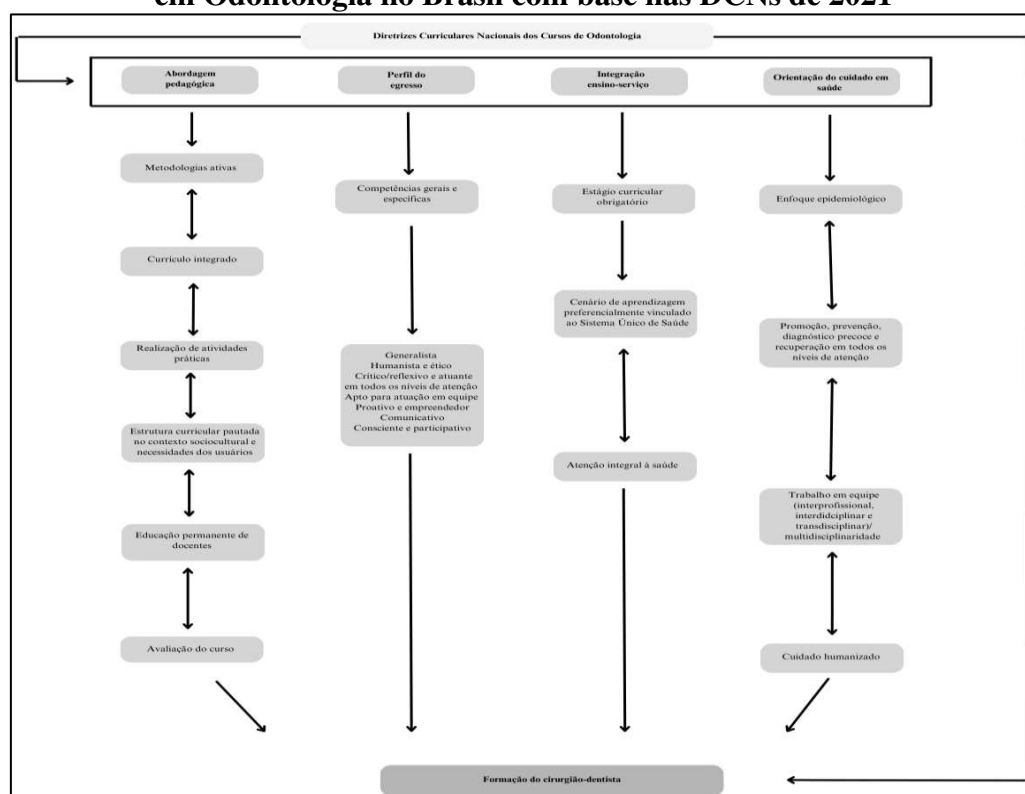 em Odontologia no Brasil com base nas DCNs de 2021
Diretrizes Curriculares Nacionais dos Cursos de Odontologia
Abordagem
pedagógica
Perfil do
egresso
Integração
ensino-serviço
Orientação do cuidado em
saúde
Metodologias ativas
Currículo integrado
Realização de atividades
práticas
Estrutura curricular pautada
no contexto sociocultural e
necessidades dos usuários
Educação permanente de
docentes
Avaliação do curso
Competências gerais e
específicas
Generalista
Humanista e ético
Crítico/reflexivo e atuante
em todos os níveis de atenção
Apto para atuação em equipe
Proativo e empreendedor
Comunicativo
Consciente e participativo
Estágio curricular
obrigatório
Cenário de aprendizagem
preferencialmente vinculado
ao Sistema Único de Saúde
Atenção integral à saúde
Enfoque epidemiológico
Promoção, prevenção,
diagnóstico precoce e
recuperação em todos os
níveis de atenção
Trabalho em equipe
(interprofissional,
interdidciplinar e
transdisciplinar)/
multidisciplinaridade
Cuidado humanizado
Formação do cirurgião-dentista